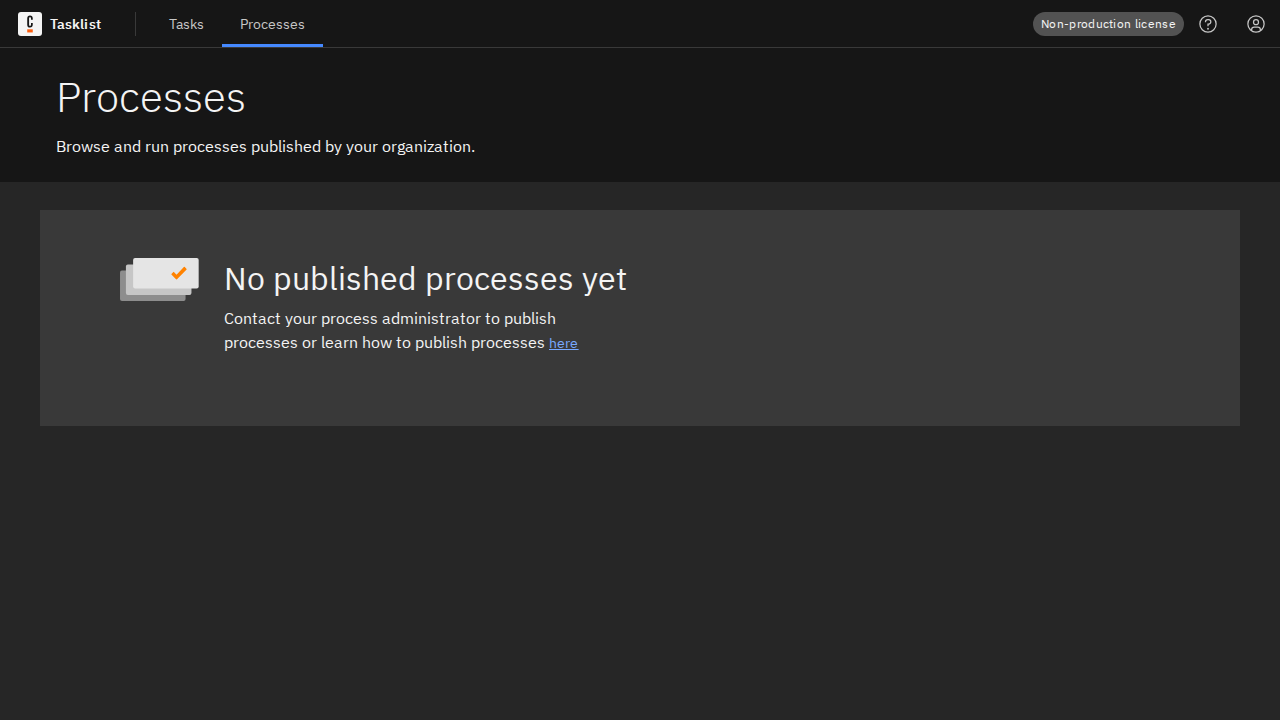 Tasklist
Tasks
Processes
Non-production license
Processes
Browse and run processes published by your organization.
No published processes yet
Contact your process administrator to publish
processes or learn how to publish processes here